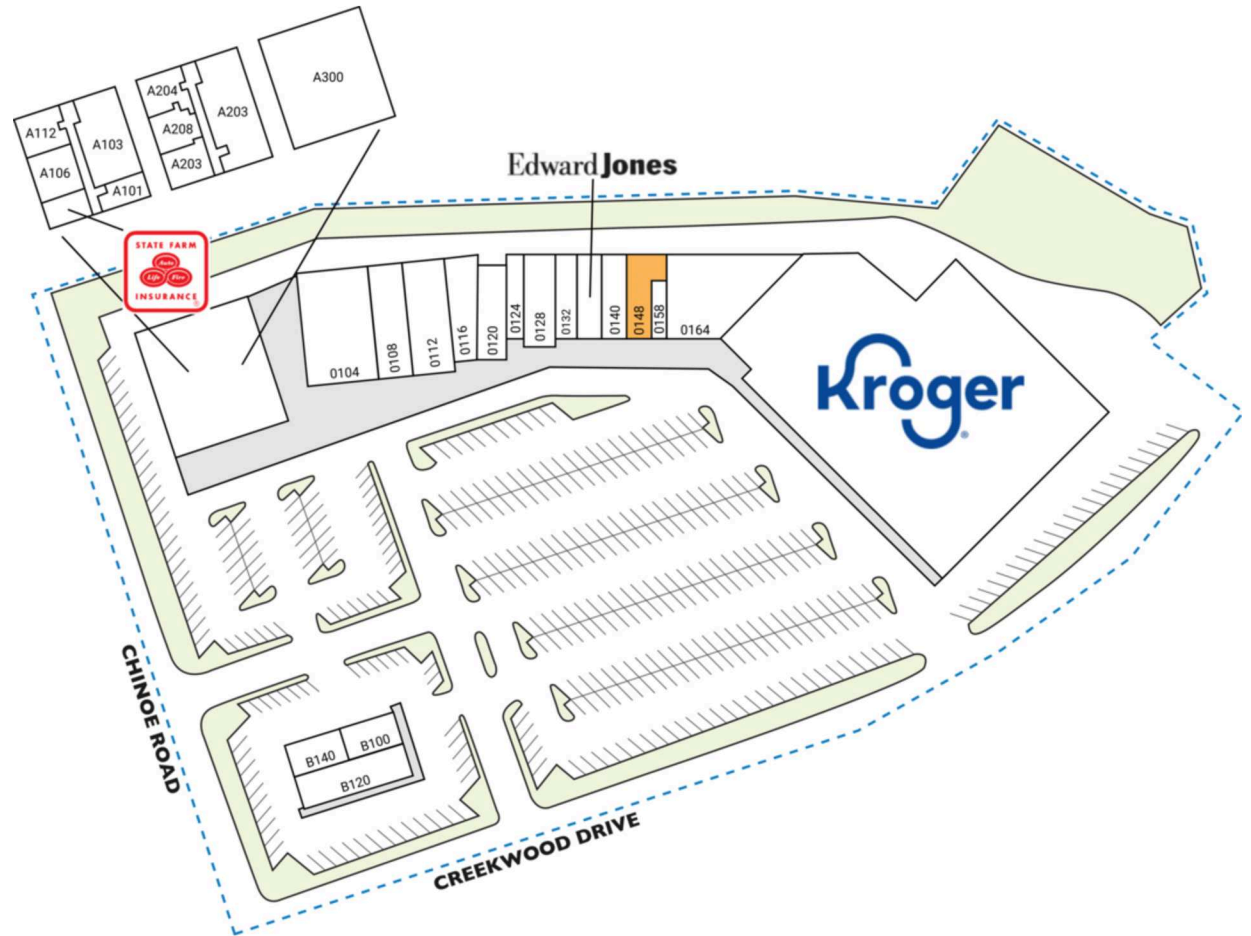 A300
A204
A203
A208
A203
A112
A103
A106
A101
Edward Jones
STATE FARM
Auto
Life Fire
INSURANCE
®
0104
0108
0112
0116
0120
0124
0128
0132
0140
0148
0158
0164
Kroger
®
CHINOE ROAD
B140
B100
B120
CREEKWOOD DRIVE